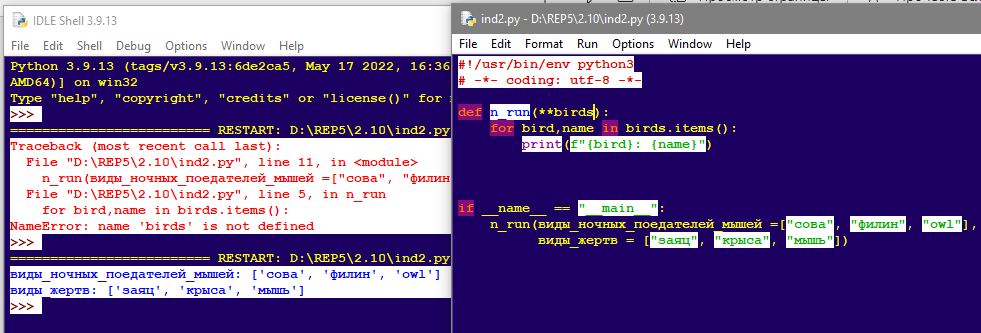 IDLE Shell 3.9.13
File Edit Shell Debug Options Window Help
Python 3.9.13 (tags/v3.9.13:6de2ca5, May 17 2022, 16:36
AMD64)] on win32
Type "help", "copyright", "credits" or "license()" for
>>>
========================= RESTART: D:\REP5\2.10\ind2.py
Traceback (most recent call last):
  File "D:\REP5\2.10\ind2.py", line 11, in <module>
    n_run(виды_ночных_поедателей_мышей =["сова", "филин
  File "D:\REP5\2.10\ind2.py", line 5, in n_run
    for bird,name in birds.items():
NameError: name 'birds' is not defined
>>>
========================= RESTART: D:\REP5\2.10\ind2.py
виды_ночных_поедателей_мышей: ['сова', 'филин', 'owl']
виды_жертв: ['заяц', 'крыса', 'мышь']
>>>
ind2.py - D:\REP5\2.10\ind2.py (3.9.13)
File Edit Format Run Options Window Help
#!/usr/bin/env python3
# -*- coding: utf-8 -*-
def n_run(**birds):
    for bird,name in birds.items():
        print(f"{bird}: {name}")
if __name__ == "__main__":
    n_run(виды_ночных_поедателей_мышей =["сова", "филин", "owl"],
          виды_жертв = ["заяц", "крыса", "мышь"])